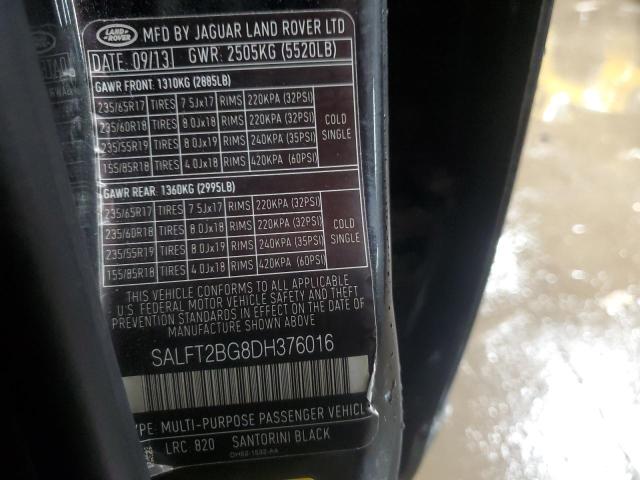 LAND ROVER
MFD BY JAGUAR LAND ROVER LTD
DATE: 09/13 GWR: 2505KG (5520LB)
GAWR FRONT: 1310KG (2885LB)
235/65R17 TIRES 7.5Jx17 RIMS 220KPA (32PSI)
235/60R18 TIRES 8.0Jx18 RIMS 220KPA (32PSI)
235/55R19 TIRES 8.0Jx19 RIMS 240KPA (35PSI)
155/85R18 TIRES 4.0Jx18 RIMS 420KPA (60PSI)
COLD
SINGLE
GAWR REAR: 1360KG (2995LB)
235/65R17 TIRES 7.5Jx17 RIMS 220KPA (32PSI)
235/60R18 TIRES 8.0Jx18 RIMS 220KPA (32PSI)
235/55R19 TIRES 8.0Jx19 RIMS 240KPA (35PSI)
155/85R18 TIRES 4.0Jx18 RIMS 420KPA (60PSI)
COLD
SINGLE
THIS VEHICLE CONFORMS TO ALL APPLICABLE
U.S. FEDERAL MOTOR VEHICLE SAFETY AND THEFT
PREVENTION STANDARDS IN EFFECT ON THE DATE OF
MANUFACTURE SHOWN ABOVE
SALFT2BG8DH376016
TYPE: MULTI-PURPOSE PASSENGER VEHICL
LRC 820 SANTORINI BLACK